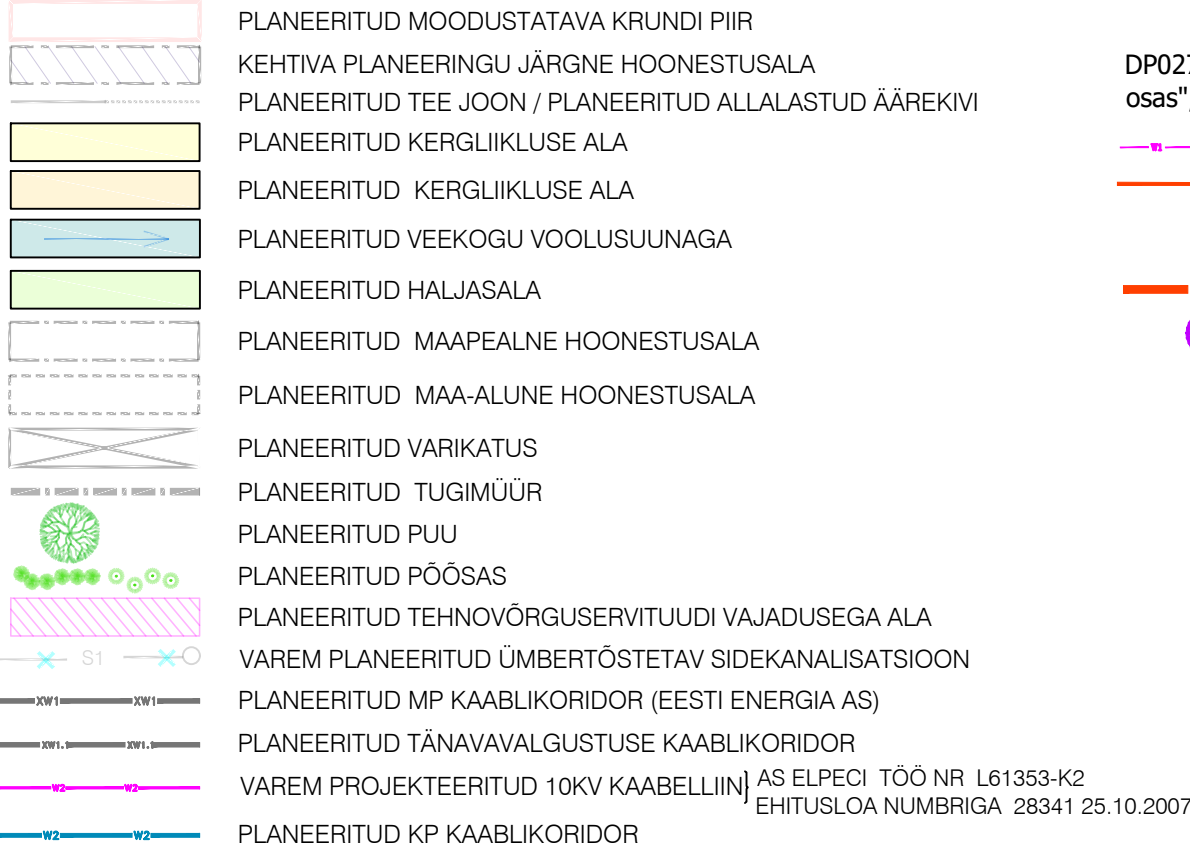 PLANEERITUD MOODUSTATAVA KRUNDI PIIR
KEHTIVA PLANEERINGU JÄRGNE HOONESTUSALA
PLANEERITUD TEE JOON / PLANEERITUD ALLALASTUD ÄÄREKIVI
PLANEERITUD KERGLIIKLUSE ALA
PLANEERITUD KERGLIIKLUSE ALA
PLANEERITUD VEEKOGU VOOLUSUUNAGA
PLANEERITUD HALJASALA
PLANEERITUD MAAPEALNE HOONESTUSALA
PLANEERITUD MAA-ALUNE HOONESTUSALA
PLANEERITUD VARIKATUS
PLANEERITUD TUGIMÜÜR
PLANEERITUD PUU
PLANEERITUD PÕÕSAS
PLANEERITUD TEHNOVÕRGUSERVITUUDI VAJADUSEGA ALA
S1 VAREM PLANEERITUD ÜMBERTÕSTETAV SIDEKANALISATSIOON
XW1 XW1 PLANEERITUD MP KAABLIKORIDOR (EESTI ENERGIA AS)
XW1.1 XW1.1 PLANEERITUD TÄNAVAVALGUSTUSE KAABLIKORIDOR
W2 W2 VAREM PROJEKTEERITUD 10KV KAABELLIIN} AS ELPECI TÖÖ NR L61353-K2
EHITUSLOA NUMBRIGA 28341 25.10.2007
W2 W2 PLANEERITUD KP KAABLIKORIDOR
DP027
osas",
W1